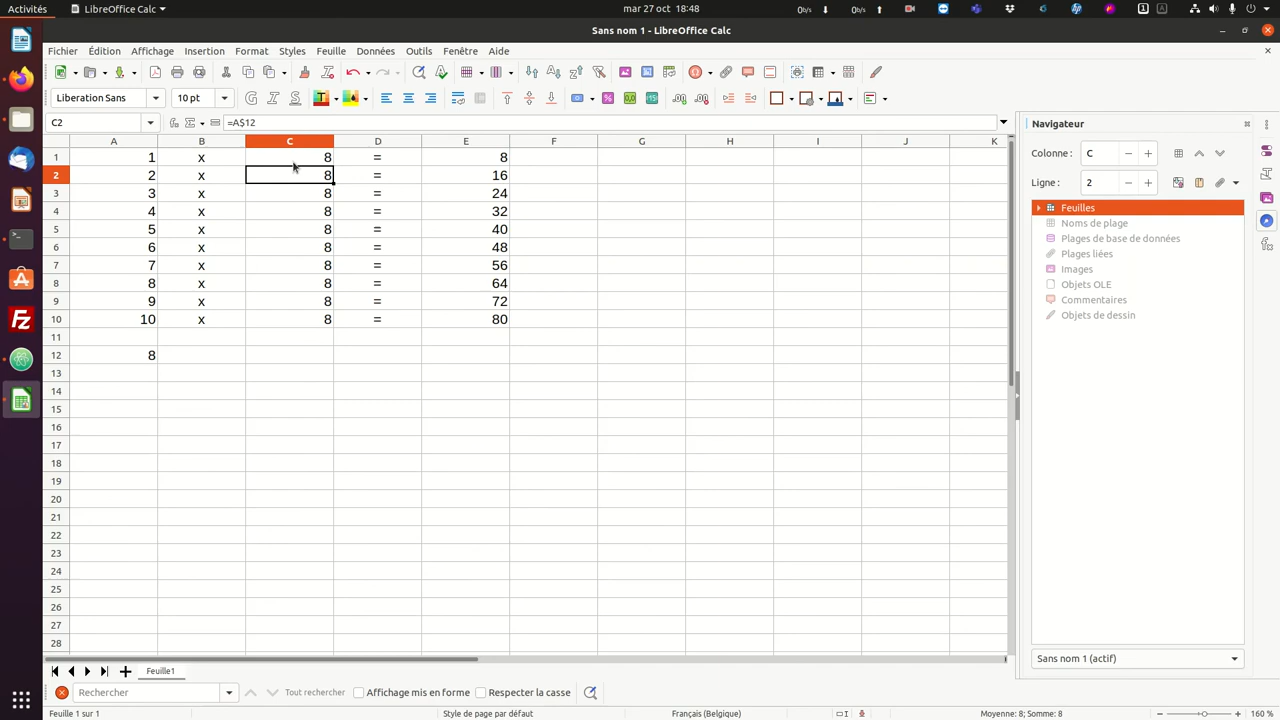 Activités LibreOffice Calc mar 27 oct 18:48 0b/s 0b/s 1 A
Sans nom 1 - LibreOffice Calc
Fichier Édition Affichage Insertion Format Styles Feuille Données Outils Fenêtre Aide
Liberation Sans 10 pt
C2 =A$12
Navigateur
Colonne : C
Ligne : 2
Feuilles
Noms de plage
Plages de base de données
Plages liées
Images
Objets OLE
Commentaires
Objets de dessin
Sans nom 1 (actif)
A B C D E F G H I J K
1 1 x 8 = 8
2 2 x 8 = 16
3 3 x 8 = 24
4 4 x 8 = 32
5 5 x 8 = 40
6 6 x 8 = 48
7 7 x 8 = 56
8 8 x 8 = 64
9 9 x 8 = 72
10 10 x 8 = 80
11
12 8
13
14
15
16
17
18
19
20
21
22
23
24
25
26
27
28
Feuille1
Rechercher Tout rechercher Affichage mis en forme Respecter la casse
Feuille 1 sur 1 Style de page par défaut Français (Belgique) Moyenne: 8; Somme: 8 160 %